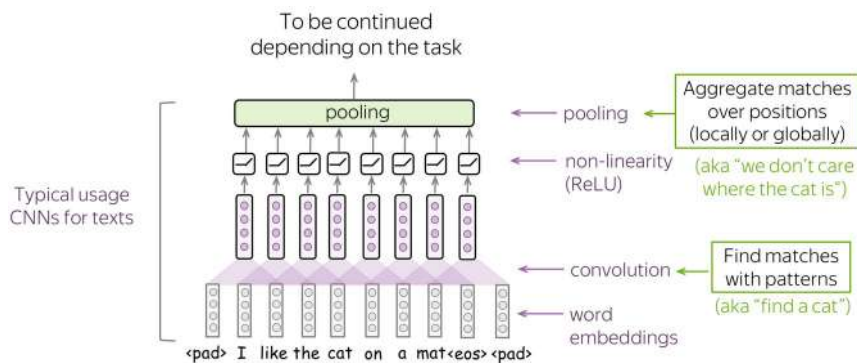 To be continued
depending on the task
pooling
pooling
Aggregate matches
over positions
(locally or globally)
(aka "we don't care
where the cat is")
non-linearity
(ReLU)
Typical usage
CNNs for texts
convolution
Find matches
with patterns
(aka "find a cat")
word
embeddings
<pad> I like the cat on a mat <eos> <pad>